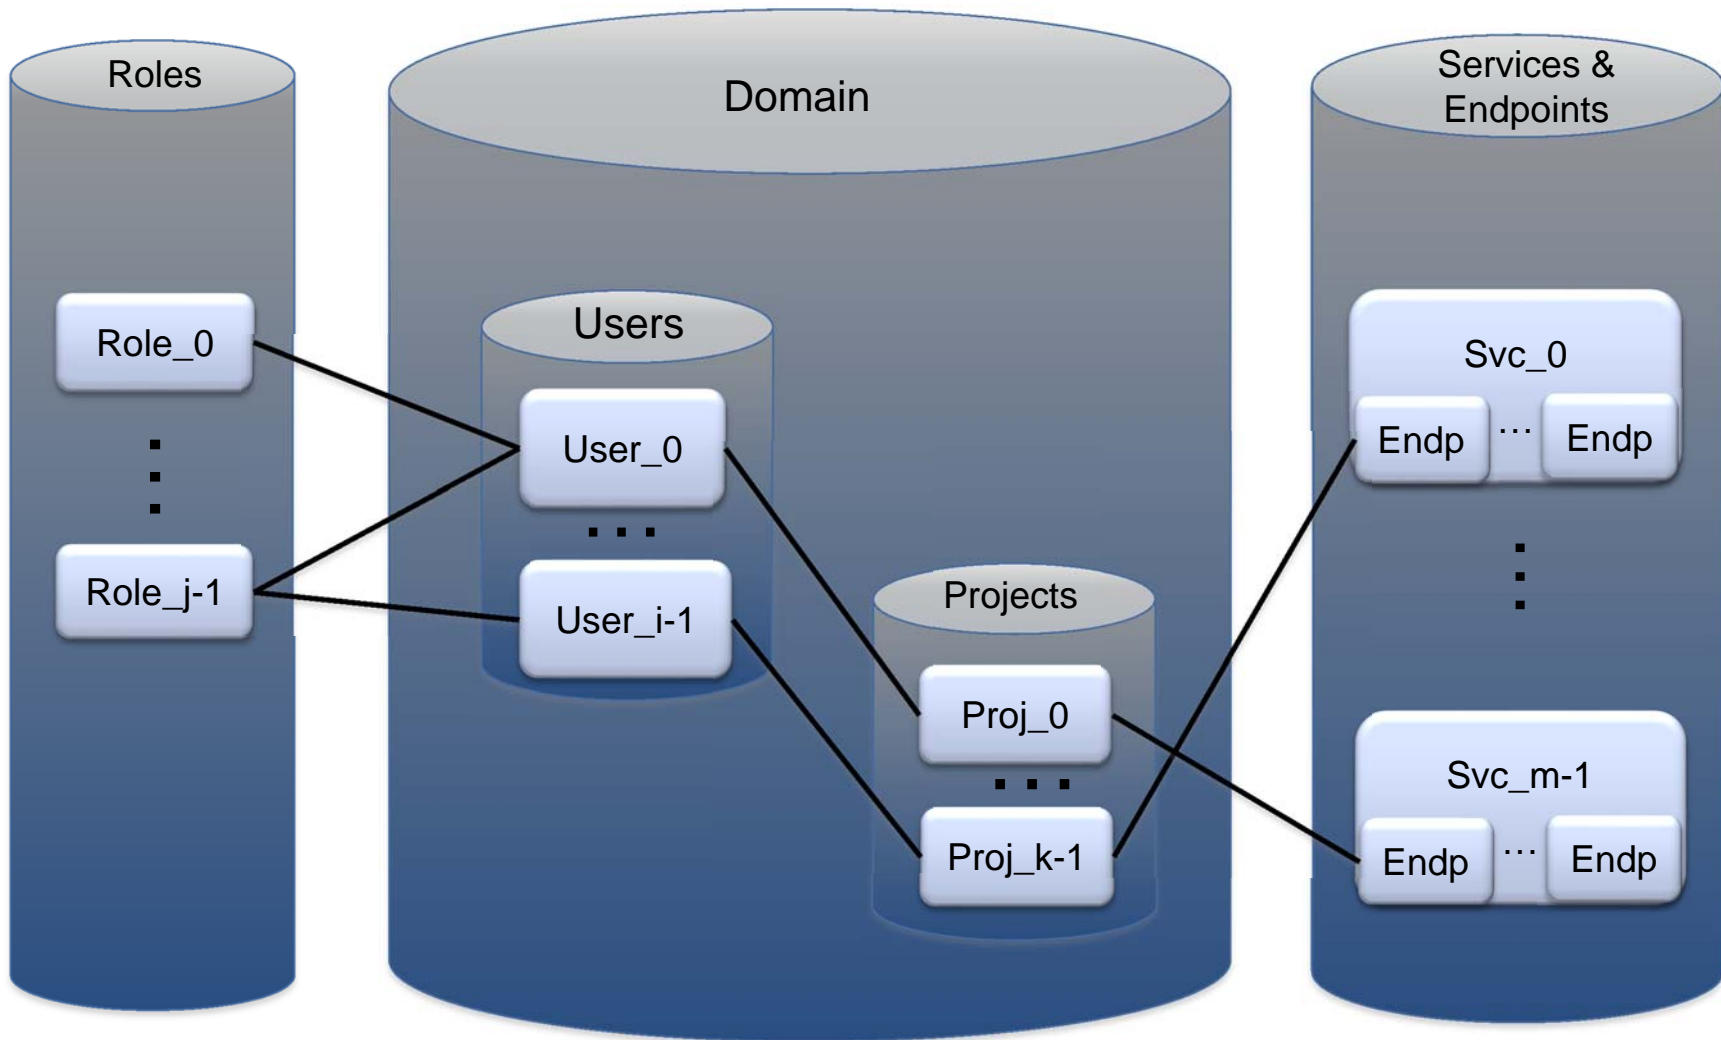 Roles
Domain
Services &
Endpoints
Role_0
Role_j-1
Users
User_0
...
User_i-1
Projects
Proj_0
...
Proj_k-1
Svc_0
Endp ... Endp
Svc_m-1
Endp ... Endp